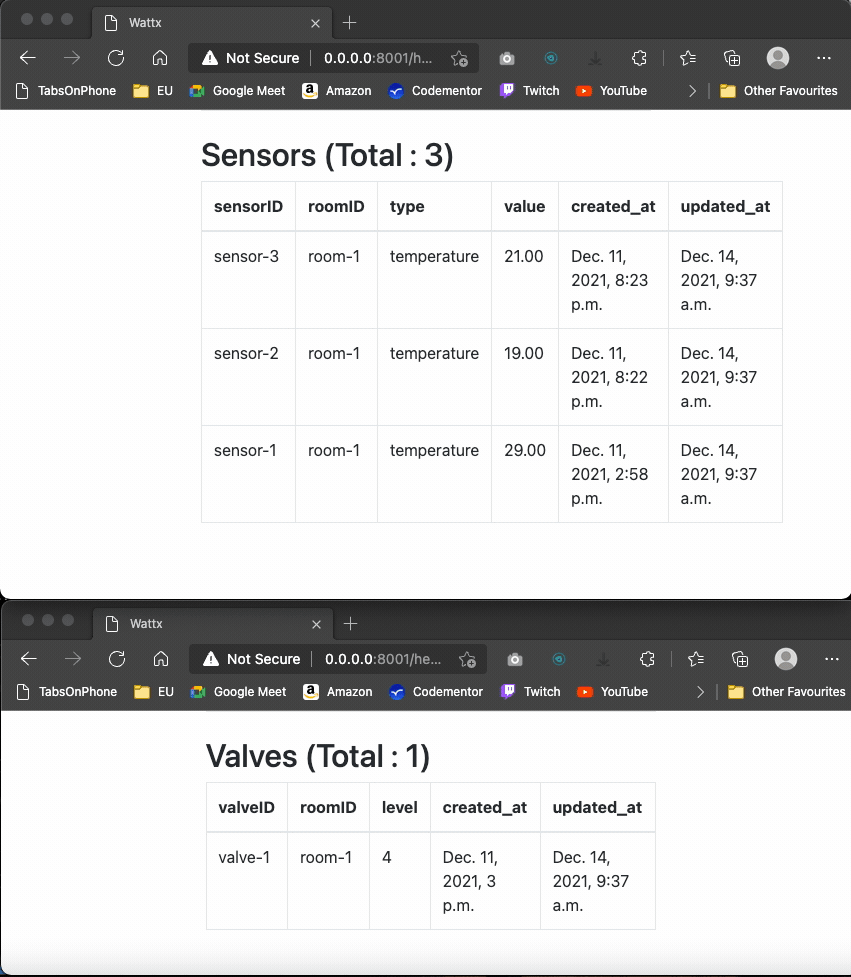 Wattx
Not Secure 0.0.0.0:8001/h...
TabsOnPhone EU Google Meet Amazon Codementor Twitch YouTube Other Favourites
Sensors (Total : 3)
sensorID roomID type value created_at updated_at
sensor-3 room-1 temperature 21.00 Dec. 11, Dec. 14,
2021, 8:23 2021, 9:37
p.m. a.m.
sensor-2 room-1 temperature 19.00 Dec. 11, Dec. 14,
2021, 8:22 2021, 9:37
p.m. a.m.
sensor-1 room-1 temperature 29.00 Dec. 11, Dec. 14,
2021, 2:58 2021, 9:37
p.m. a.m.
Wattx
Not Secure 0.0.0.0:8001/he...
TabsOnPhone EU Google Meet Amazon Codementor Twitch YouTube Other Favourites
Valves (Total : 1)
valveID roomID level created_at updated_at
valve-1 room-1 4 Dec. 11, Dec. 14,
2021, 3 2021, 9:37
p.m. a.m.